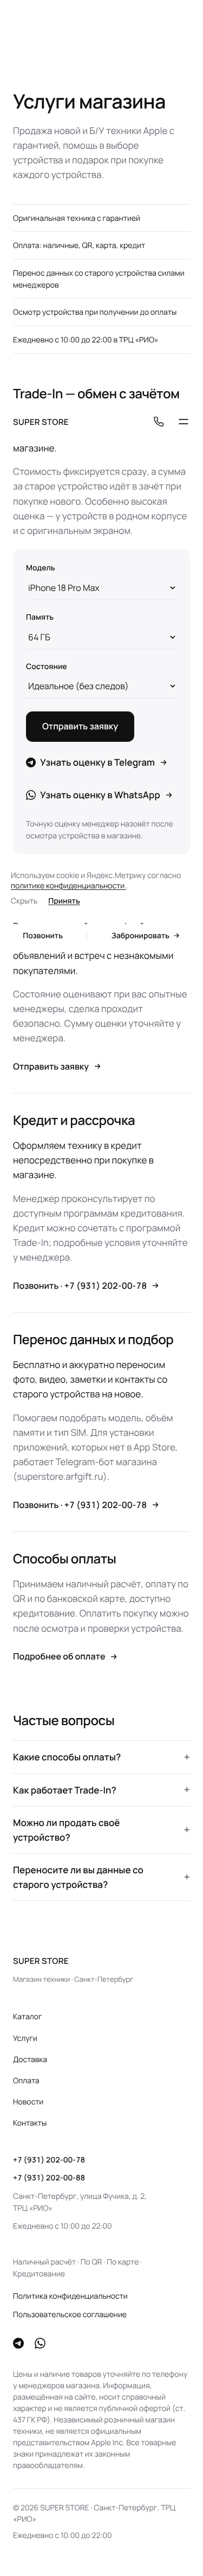 Услуги магазина
Продажа новой и Б/У техники Apple с
гарантией, помощь в выборе
устройства и подарок при покупке
каждого устройства.
Оригинальная техника с гарантией
Оплата: наличные, QR, карта, кредит
Перенос данных со старого устройства силами
менеджеров
Осмотр устройства при получении до оплаты
Ежедневно с 10:00 до 22:00 в ТРЦ «РИО»
Trade-In — обмен с зачётом
SUPER STORE
магазине.
Стоимость фиксируется сразу, а сумма
за старое устройство идёт в зачёт при
покупке нового. Особенно высокая
оценка — у устройств в родном корпусе
и с оригинальным экраном.
Модель
iPhone 18 Pro Max
Память
64 ГБ
Состояние
Идеальное (без следов)
Отправить заявку
Узнать оценку в Telegram →
Узнать оценку в WhatsApp →
Точную оценку менеджер назовёт после
осмотра устройства в магазине.
Используем cookie и Яндекс.Метрику согласно
политике конфиденциальности .
Скрыть Принять
Позвонить Забронировать →
объявлений и встреч с незнакомыми
покупателями.
Состояние оценивают при вас опытные
менеджеры, сделка проходит
безопасно. Сумму оценки уточняйте у
менеджера.
Отправить заявку →
Кредит и рассрочка
Оформляем технику в кредит
непосредственно при покупке в
магазине.
Менеджер проконсультирует по
доступным программам кредитования.
Кредит можно сочетать с программой
Trade-In; подробные условия уточняйте
у менеджера.
Позвонить · +7 (931) 202-00-78 →
Перенос данных и подбор
Бесплатно и аккуратно переносим
фото, видео, заметки и контакты со
старого устройства на новое.
Помогаем подобрать модель, объём
памяти и тип SIM. Для установки
приложений, которых нет в App Store,
работает Telegram-бот магазина
(superstore.arfgift.ru).
Позвонить · +7 (931) 202-00-78 →
Способы оплаты
Принимаем наличный расчёт, оплату по
QR и по банковской карте, доступно
кредитование. Оплатить покупку можно
после осмотра и проверки устройства.
Подробнее об оплате →
Частые вопросы
Какие способы оплаты? +
Как работает Trade-In? +
Можно ли продать своё
устройство? +
Переносите ли вы данные со
старого устройства? +
SUPER STORE
Магазин техники · Санкт-Петербург
Каталог
Услуги
Доставка
Оплата
Новости
Контакты
+7 (931) 202-00-78
+7 (931) 202-00-88
Санкт-Петербург, улица Фучика, д. 2,
ТРЦ «РИО»
Ежедневно с 10:00 до 22:00
Наличный расчёт · По QR · По карте ·
Кредитование
Политика конфиденциальности
Пользовательское соглашение
Цены и наличие товаров уточняйте по телефону
у менеджеров магазина. Информация,
размещённая на сайте, носит справочный
характер и не является публичной офертой (ст.
437 ГК РФ). Независимый розничный магазин
техники, не является официальным
представительством Apple Inc. Все товарные
знаки принадлежат их законным
правообладателям.
© 2026 SUPER STORE · Санкт-Петербург, ТРЦ
«РИО»
Ежедневно с 10:00 до 22:00